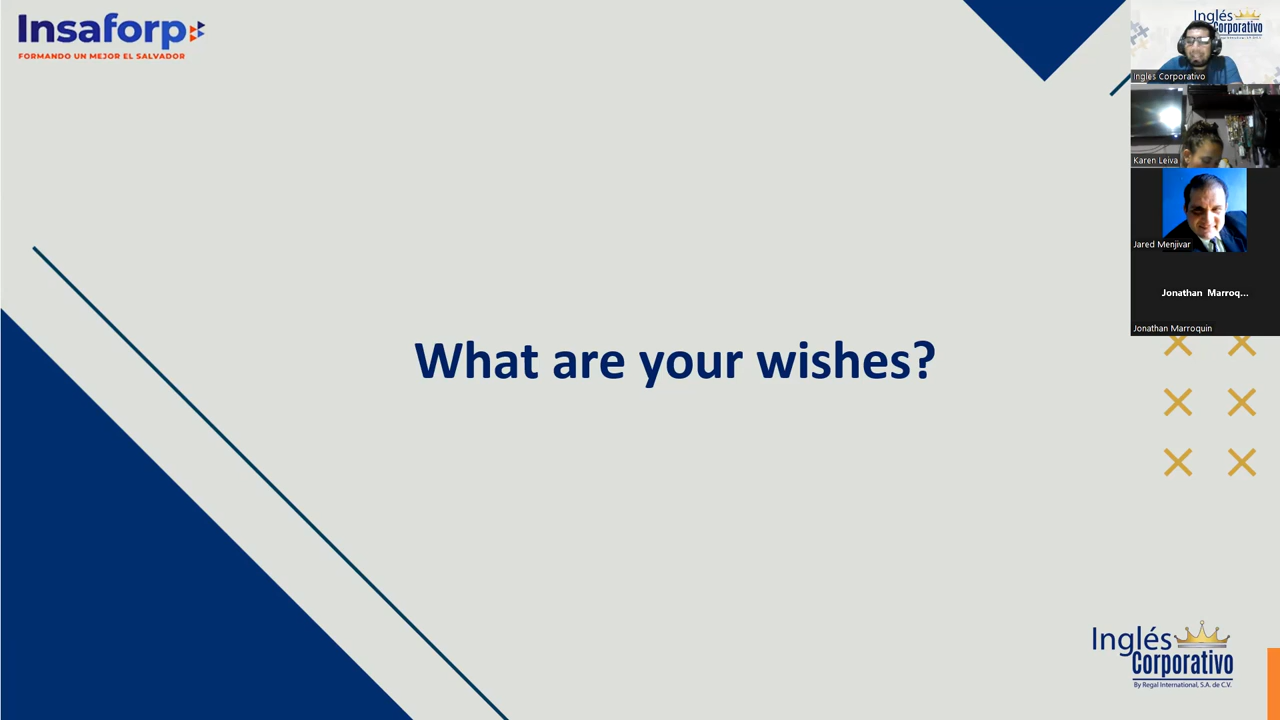 Insaforp
FORMANDO UN MEJOR EL SALVADOR
What are your wishes?
Inglés
Corporativo
Inglés Corporativo
Karen Leiva
Jared Menjivar
Jonathan Marroq...
Jonathan Marroquin
Inglés
Corporativo
By Regal International, S.A. de C.V.